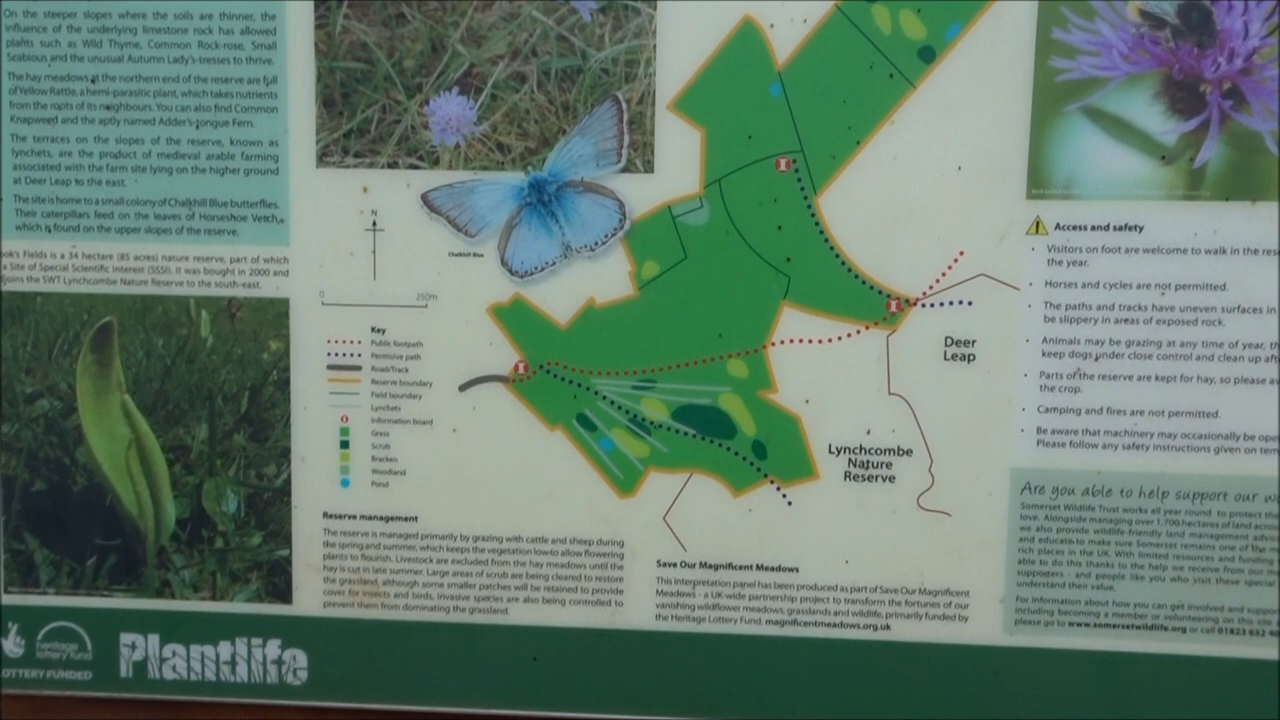 On the steeper slopes where the soils are thinner, the
influence of the underlying limestone rock has allowed
plants such as Wild Thyme, Common Rock-rose, Small
Scabious and the unusual Autumn Lady's-tresses to thrive.
The hay meadows at the northern end of the reserve are full
of Yellow Rattle, a hemi-parasitic plant, which takes nutrients
from the roots of its neighbours. You can also find Common
Knapweed and the aptly named Adder's-tongue Fern.
The terraces on the slopes of the reserve, known as
lynchets, are the product of medieval arable farming
associated with the farm site lying on the higher ground
at Deer Leap to the east.
The site is home to a small colony of Chalkhill Blue butterflies.
Their caterpillars feed on the leaves of Horseshoe Vetch,
which is found on the upper slopes of the reserve.
ook's Fields is a 34 hectare (85 acres) nature reserve, part of which
a Site of Special Scientific Interest (SSSI). It was bought in 2000 and
joins the SWT Lynchcombe Nature Reserve to the south-east.
Chalkhill Blue
N
0 250m
Key
Public footpath
Permissive path
Road/Track
Reserve boundary
Field boundary
Lynchets
Information board
Grass
Scrub
Bracken
Woodland
Pond
Deer
Leap
Lynchcombe
Nature
Reserve
Reserve management
The reserve is managed primarily by grazing with cattle and sheep during
the spring and summer, which keeps the vegetation low to allow flowering
plants to flourish. Livestock are excluded from the hay meadows until the
hay is cut in late summer. Large areas of scrub are being cleared to restore
the grassland, although some smaller patches will be retained to provide
cover for insects and birds. Invasive species are also being controlled to
prevent them from dominating the grassland.
Save Our Magnificent Meadows
This interpretation panel has been produced as part of Save Our Magnificent
Meadows - a UK-wide partnership project to transform the fortunes of our
vanishing wildflower meadows, grasslands and wildlife, primarily funded by
the Heritage Lottery Fund. magnificentmeadows.org.uk
Access and safety
• Visitors on foot are welcome to walk in the res
the year.
• Horses and cycles are not permitted.
• The paths and tracks have uneven surfaces in
be slippery in areas of exposed rock.
• Animals may be grazing at any time of year, th
keep dogs under close control and clean up aft
• Parts of the reserve are kept for hay, so please av
the crop.
• Camping and fires are not permitted.
• Be aware that machinery may occasionally be ope
Please follow any safety instructions given on tem
Are you able to help support our w
Somerset Wildlife Trust works all year round to protect the
love. Alongside managing over 1,700 hectares of land across
we also provide wildlife-friendly land management advice
and educate to make sure Somerset remains one of the m
rich places in the UK. With limited resources and funding
able to do this thanks to the help we receive from our m
supporters - and people like you who visit these special
understand their value.
For information about how you can get involved and suppor
including becoming a member or volunteering on this site
please go to www.somersetwildlife.org or call 01823 652 4
heritage
lottery fund
LOTTERY FUNDED
Plantlife